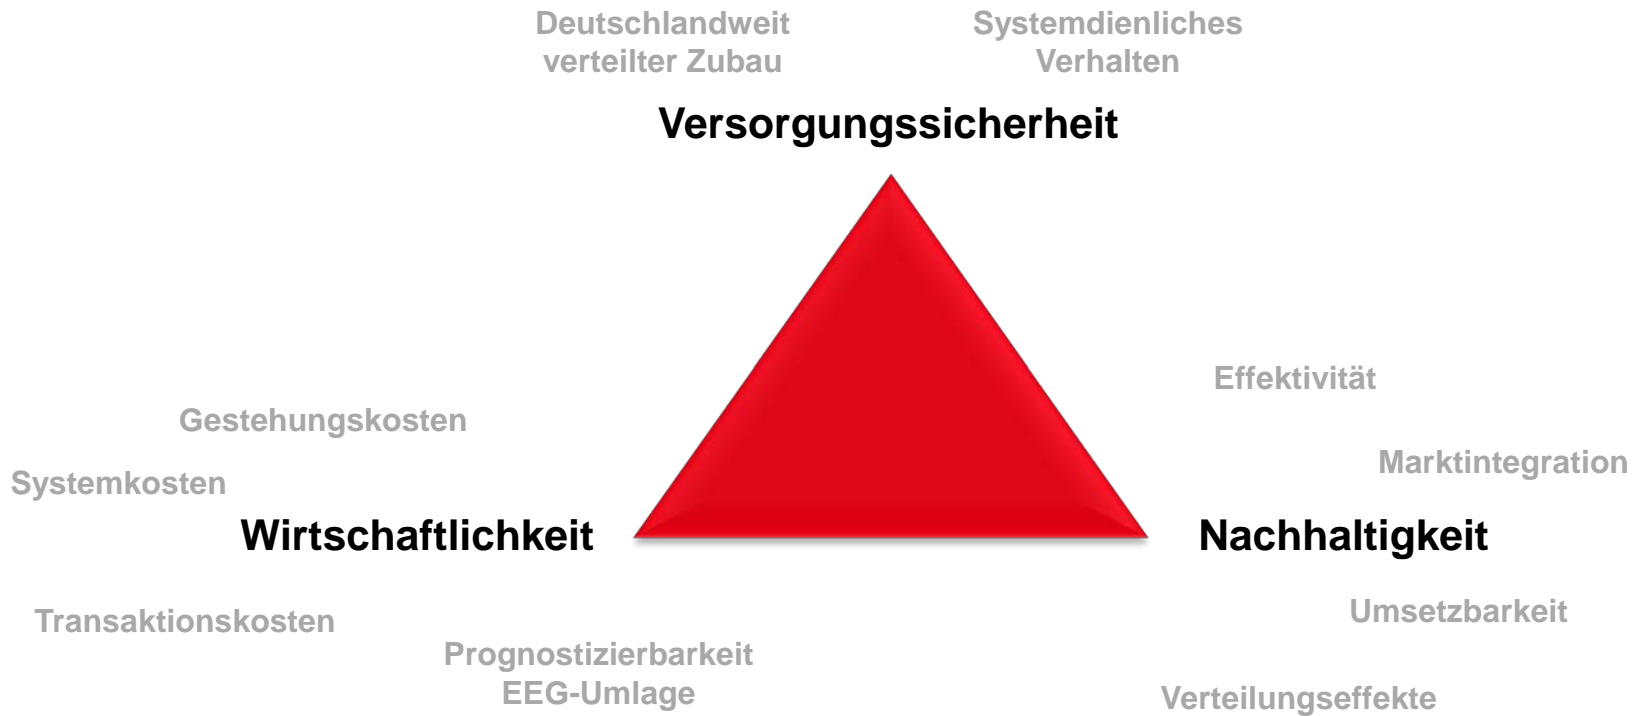 Deutschlandweit
verteilter Zubau
Systemdienliches
Verhalten
Versorgungssicherheit
Effektivität
Gestehungskosten
Marktintegration
Systemkosten
Wirtschaftlichkeit
Nachhaltigkeit
Umsetzbarkeit
Transaktionskosten
Prognostizierbarkeit
EEG-Umlage
Verteilungseffekte